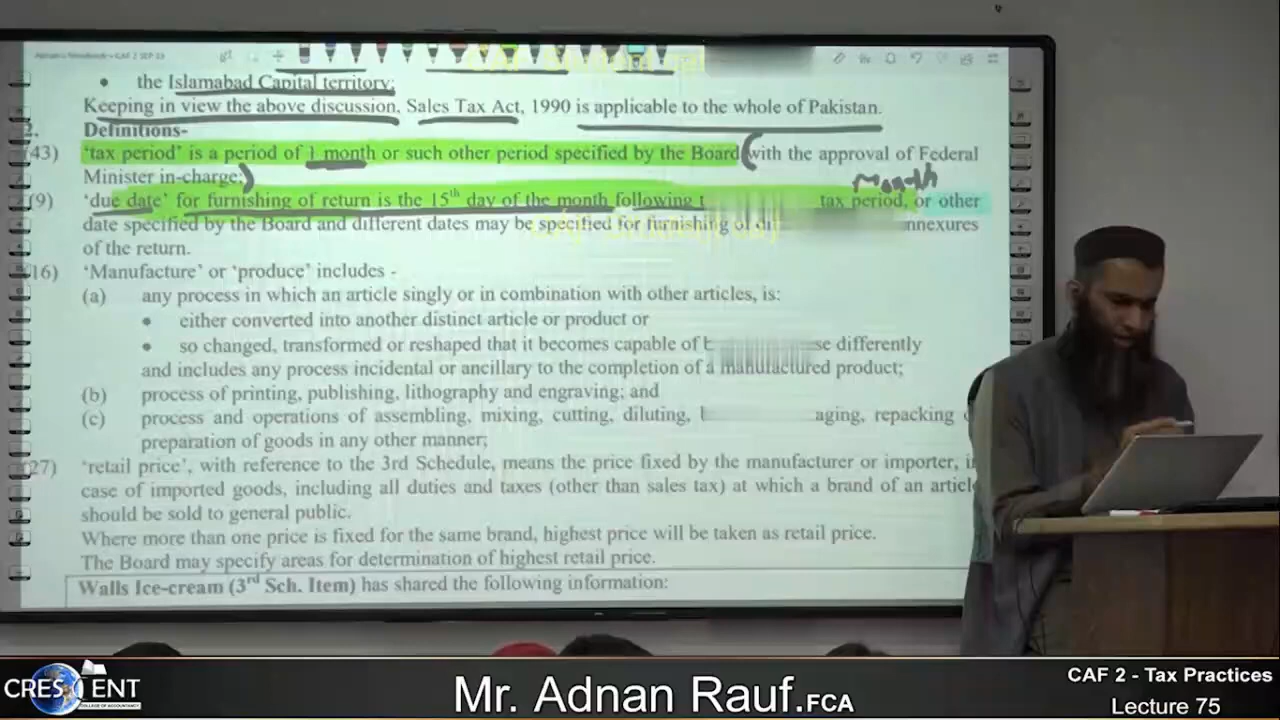 • the Islamabad Capital territory;
Keeping in view the above discussion, Sales Tax Act, 1990 is applicable to the whole of Pakistan.
2. Definitions-
(43) ‘tax period’ is a period of 1 month or such other period specified by the Board (with the approval of Federal
Minister in-charge;)
Month
(9) ‘due date’ for furnishing of return is the 15th day of the month following tax period, or other
date specified by the Board and different dates may be specified for furnishing of
of the return.
(16) ‘Manufacture’ or ‘produce’ includes -
(a) any process in which an article singly or in combination with other articles, is:
• either converted into another distinct article or product or
• so changed, transformed or reshaped that it becomes capable of differently
and includes any process incidental or ancillary to the completion of a manufactured product;
(b) process of printing, publishing, lithography and engraving; and
(c) process and operations of assembling, mixing, cutting, diluting, repacking
preparation of goods in any other manner;
(27) ‘retail price’, with reference to the 3rd Schedule, means the price fixed by the manufacturer or importer,
case of imported goods, including all duties and taxes (other than sales tax) at which a brand of an article
should be sold to general public.
Where more than one price is fixed for the same brand, highest price will be taken as retail price.
The Board may specify areas for determination of highest retail price.
Walls Ice-cream (3rd Sch. Item) has shared the following information:
CRESCENT
COLLEGE OF ACCOUNTANCY
Mr. Adnan Rauf.FCA
CAF 2 - Tax Practices
Lecture 75